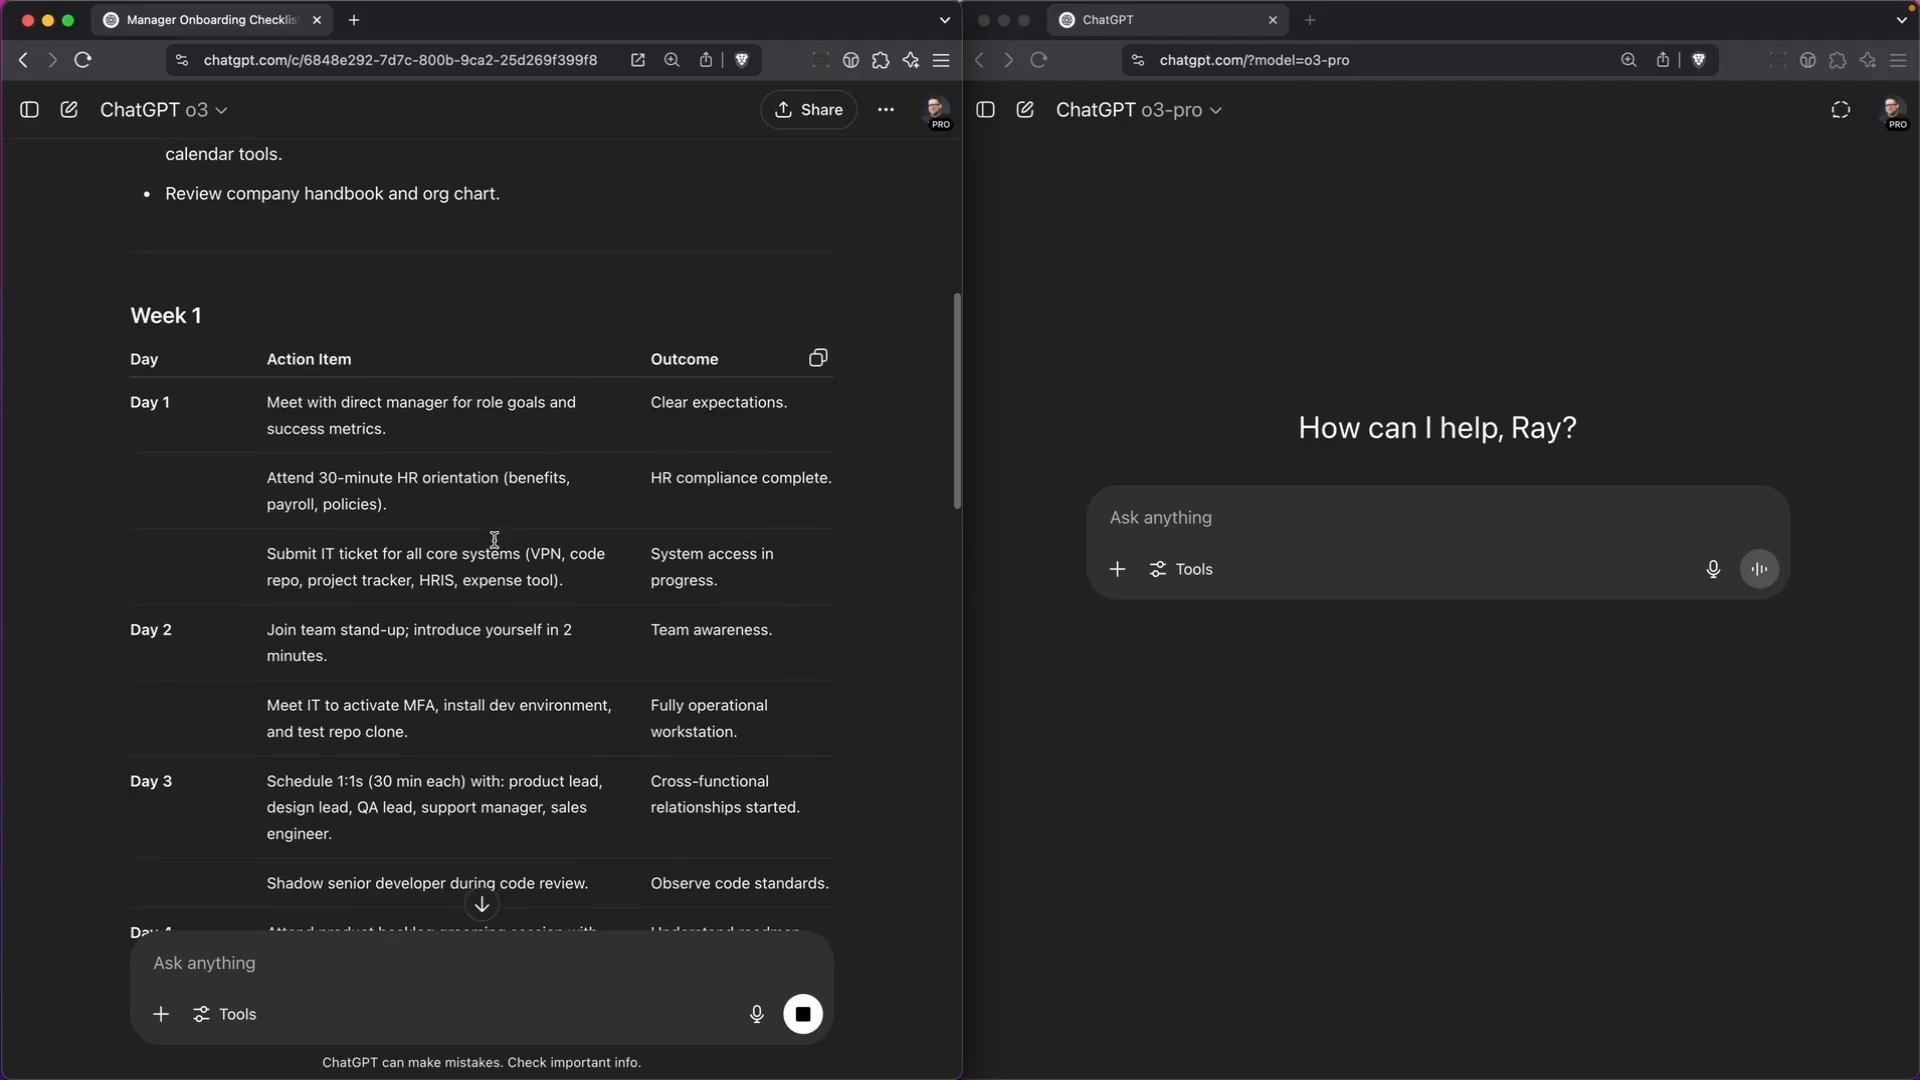 Manager Onboarding Checklis
chatgpt.com/c/6848e292-7d7c-800b-9ca2-25d269f399f8
ChatGPT o3
Share
PRO
calendar tools.
• Review company handbook and org chart.
Week 1
Day Action Item Outcome
Day 1 Meet with direct manager for role goals and Clear expectations.
success metrics.
Attend 30-minute HR orientation (benefits, HR compliance complete.
payroll, policies).
Submit IT ticket for all core systems (VPN, code System access in
repo, project tracker, HRIS, expense tool). progress.
Day 2 Join team stand-up; introduce yourself in 2 Team awareness.
minutes.
Meet IT to activate MFA, install dev environment, Fully operational
and test repo clone. workstation.
Day 3 Schedule 1:1s (30 min each) with: product lead, Cross-functional
design lead, QA lead, support manager, sales relationships started.
engineer.
Shadow senior developer during code review. Observe code standards.
Ask anything
Tools
ChatGPT can make mistakes. Check important info.
ChatGPT
chatgpt.com/?model=o3-pro
ChatGPT o3-pro
PRO
How can I help, Ray?
Ask anything
Tools